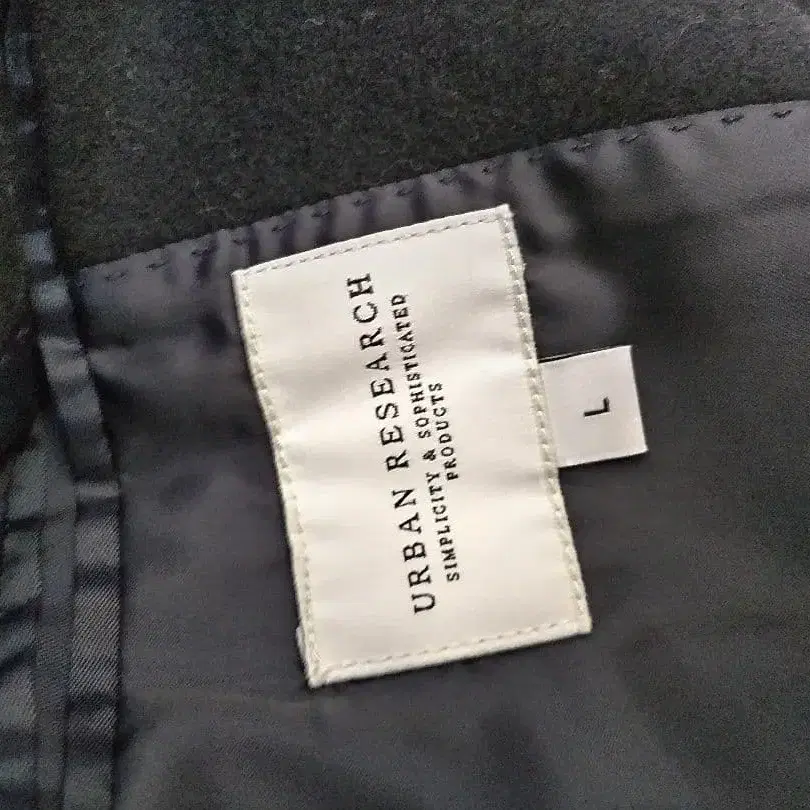 URBAN RESEARCH
SIMPLICITY & SOPHISTICATED
PRODUCTS
L